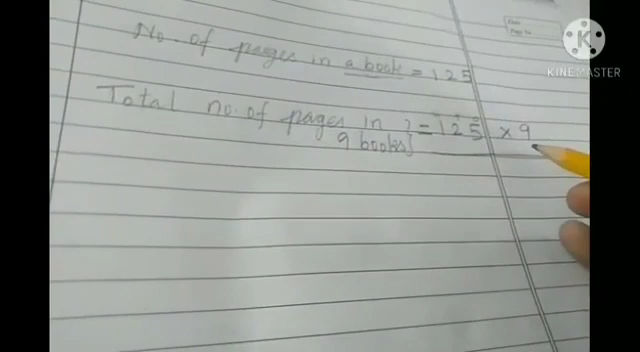 KINEMASTER
No. of pages in a book = 125
Total no. of pages in } = 125 × 9
9 books